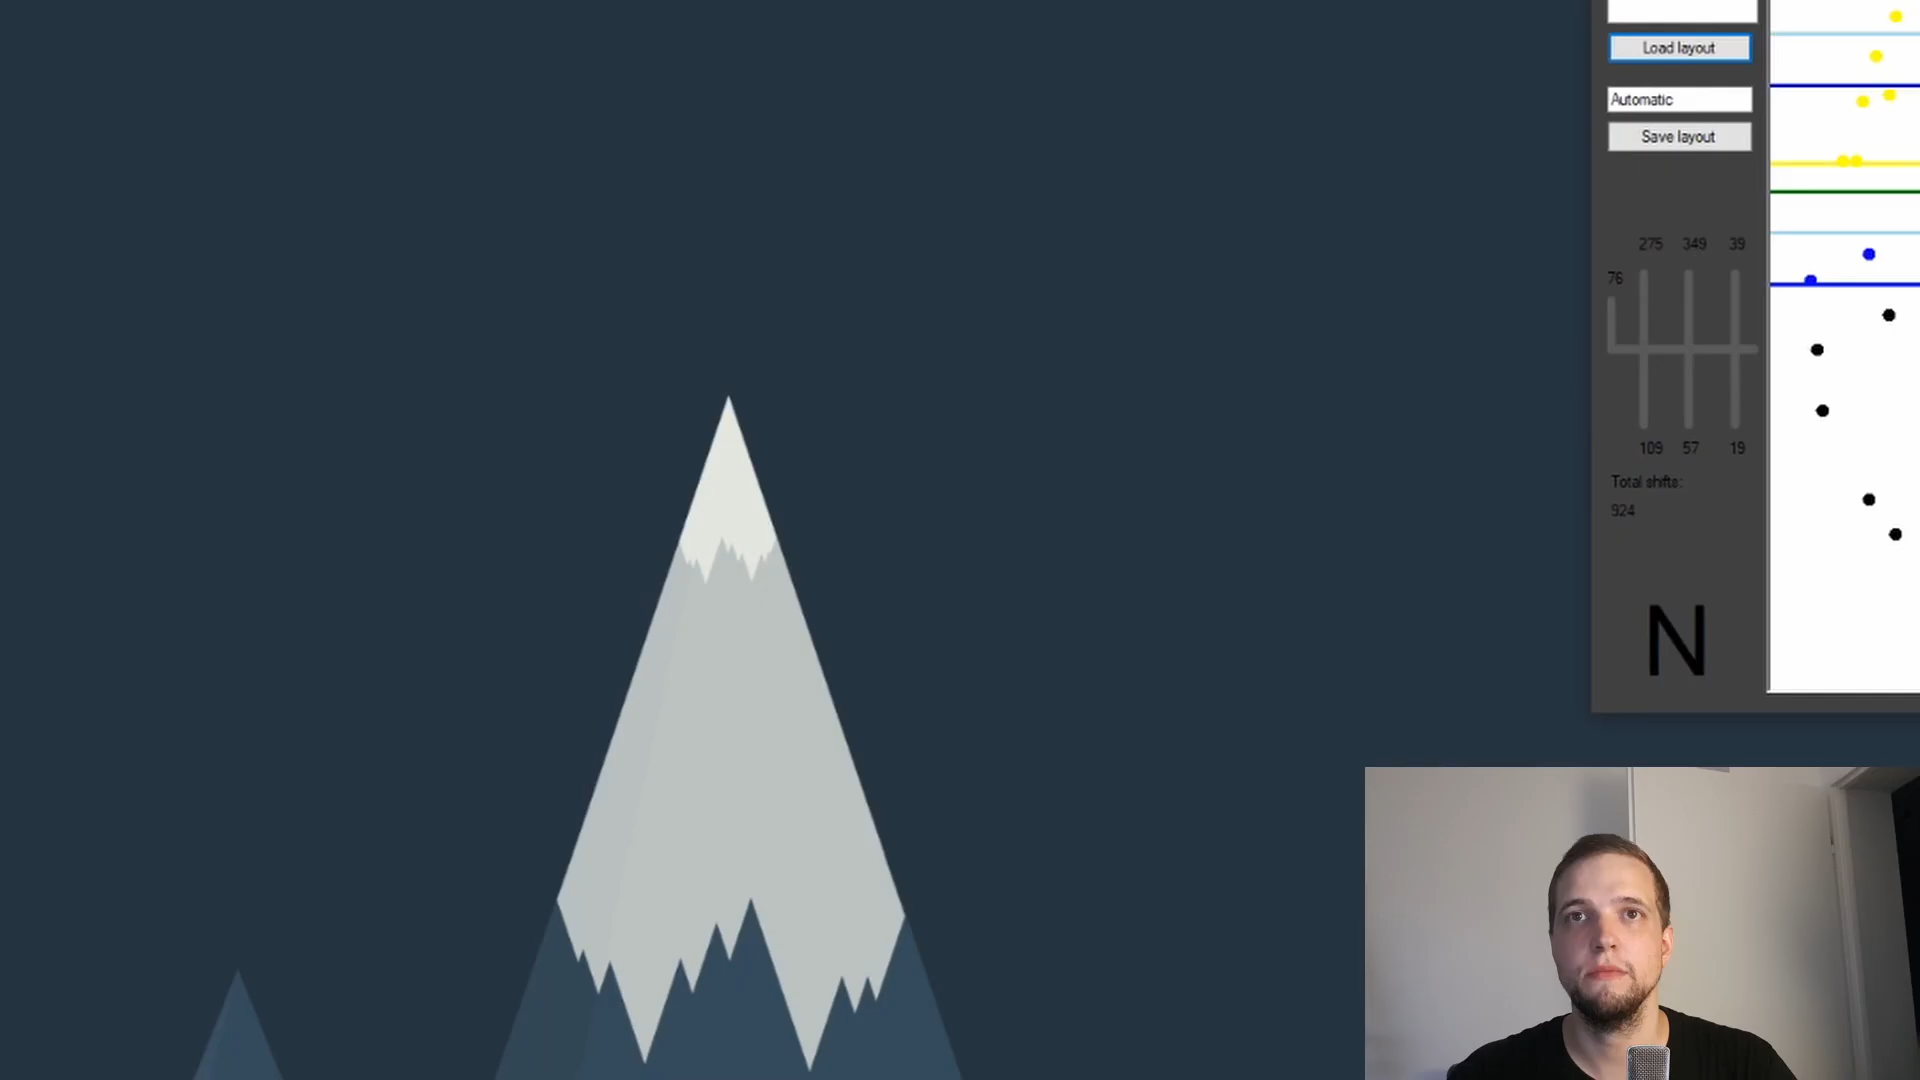 Load layout
Automatic
Save layout
275 349 39
76
109 57 19
Total shifts:
924
N